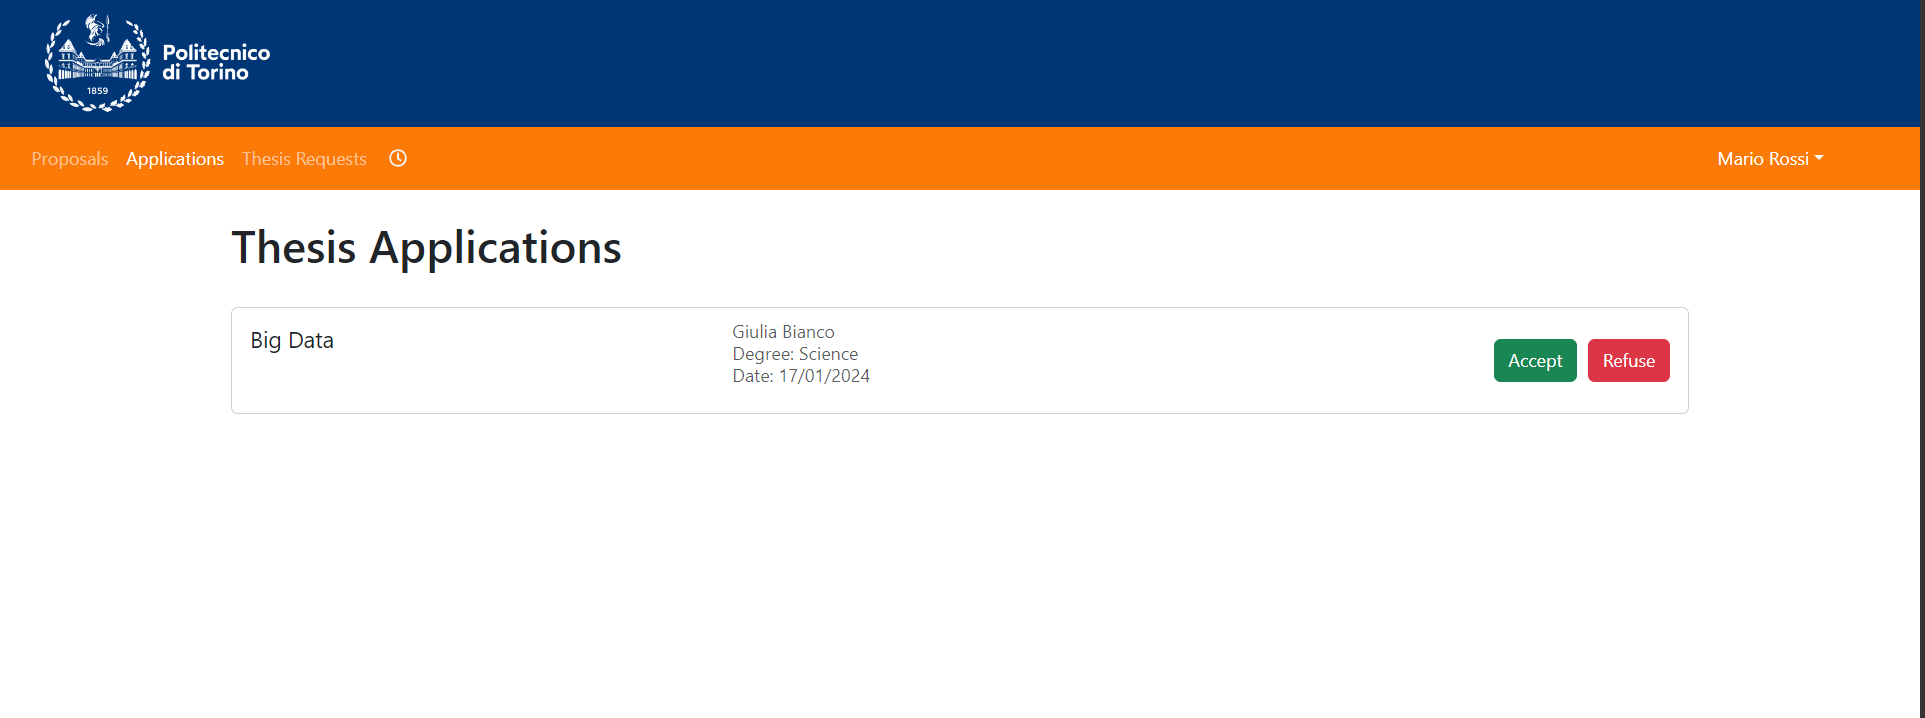 Politecnico
di Torino
1859
Proposals Applications Thesis Requests Mario Rossi
Thesis Applications
Big Data
Giulia Bianco
Degree: Science
Date: 17/01/2024
Accept Refuse